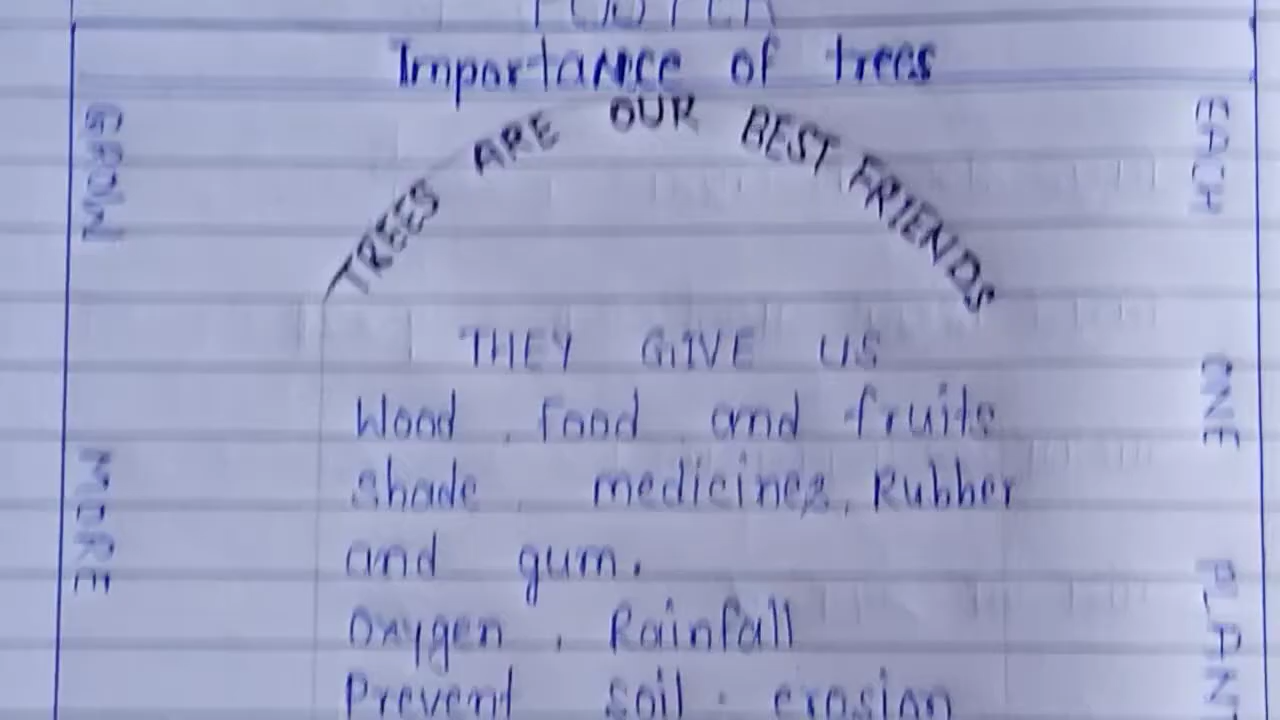 POSTER
Importance of trees
TREES ARE OUR BEST FRIENDS
THEY GIVE US
Wood, food and fruits
shade, medicines, Rubber
and gum.
Oxygen, Rainfall
Prevent soil. erosion
GROW
MORE
EACH
ONE
PLANT